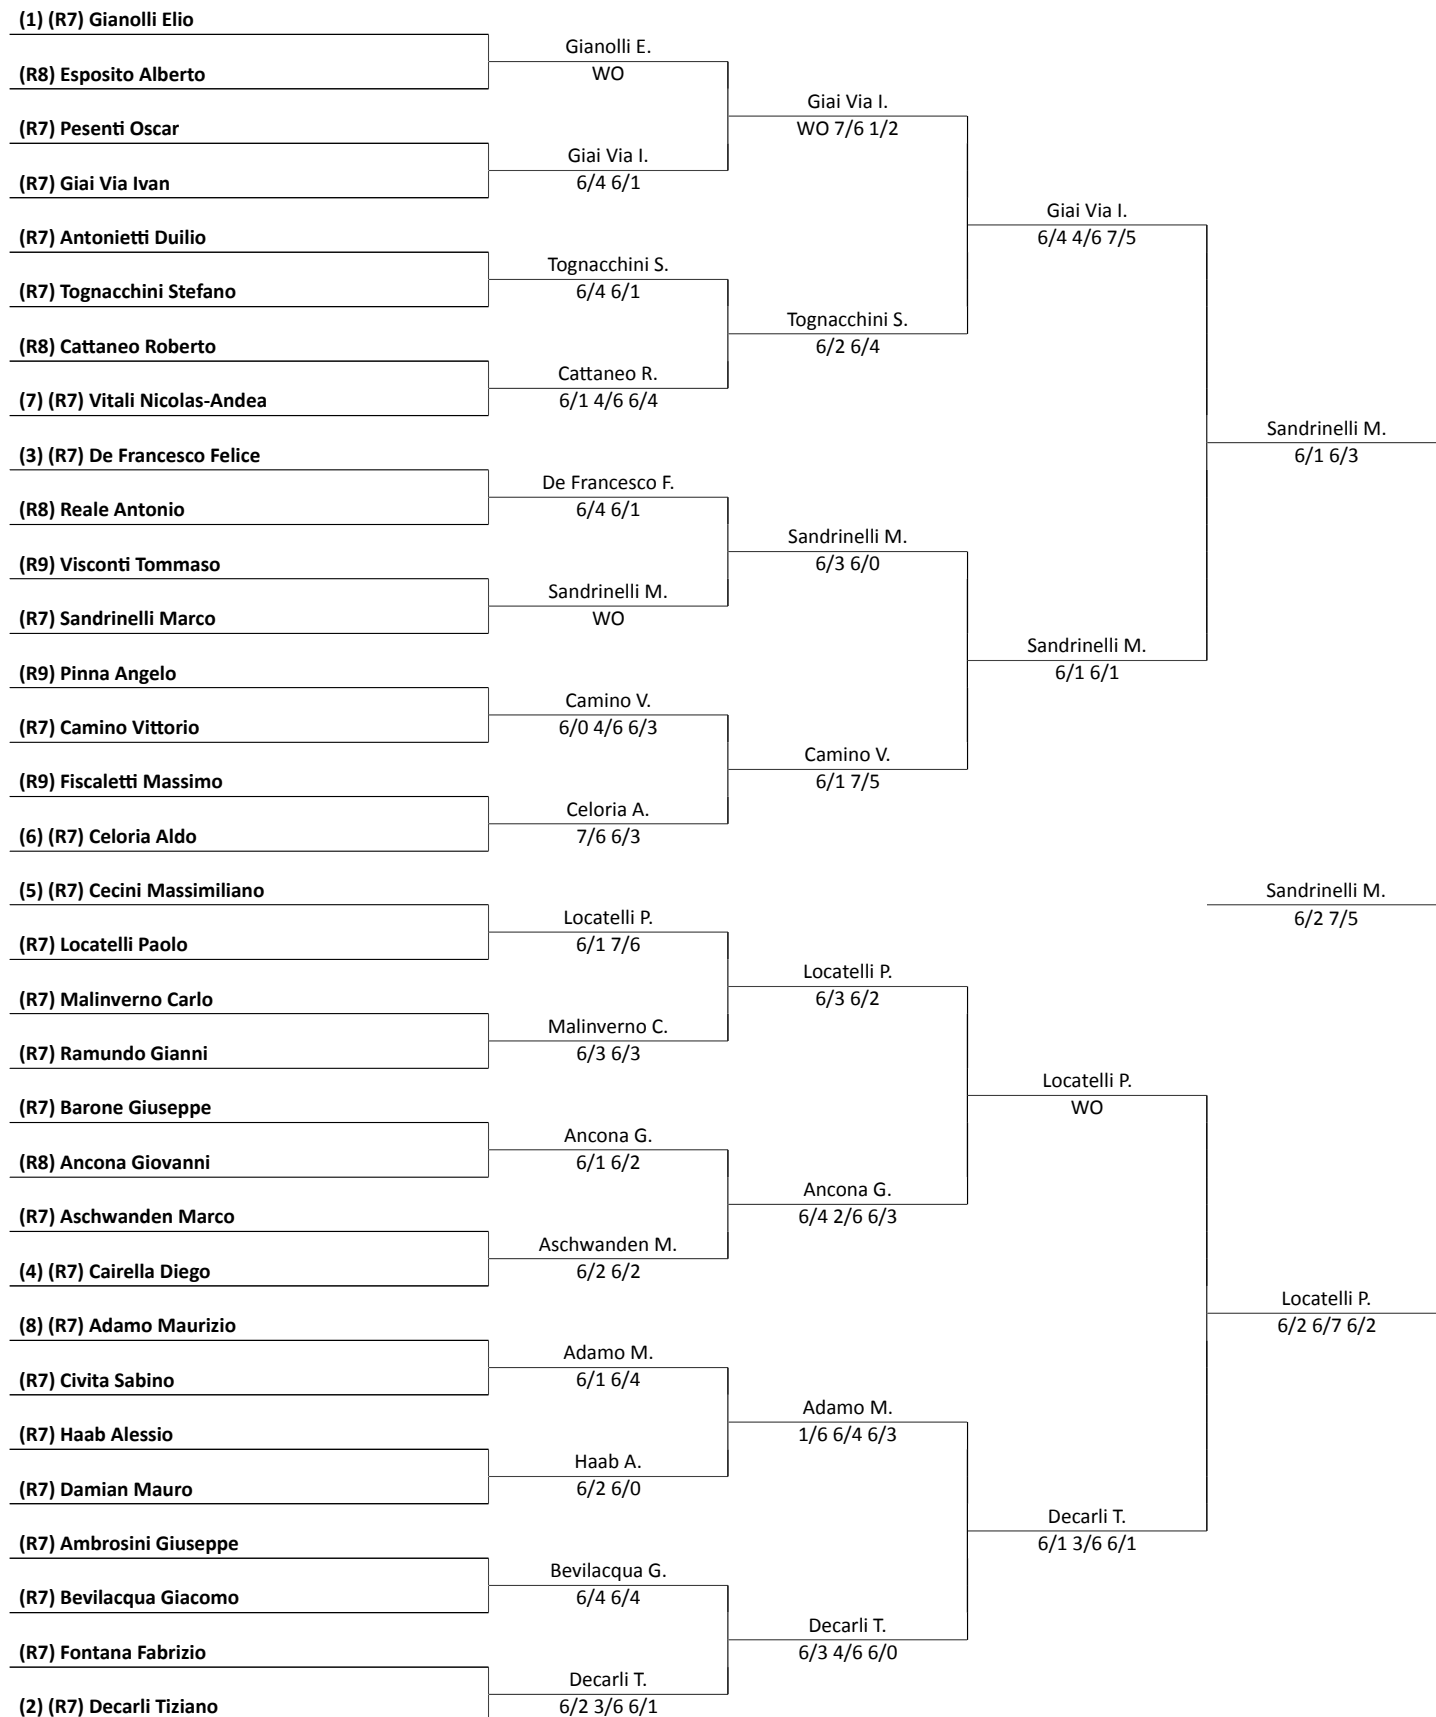 (1) (R7) Gianolli Elio
Gianolli E.
(R8) Esposito Alberto
WO
Giai Via I.
(R7) Pesenti Oscar
WO 7/6 1/2
Giai Via I.
(R7) Giai Via Ivan
6/4 6/1
Giai Via I.
(R7) Antonietti Duilio
6/4 4/6 7/5
Tognacchini S.
(R7) Tognacchini Stefano
6/4 6/1
Tognacchini S.
(R8) Cattaneo Roberto
6/2 6/4
Cattaneo R.
(7) (R7) Vitali Nicolas-Andea
6/1 4/6 6/4
Sandrinelli M.
(3) (R7) De Francesco Felice
6/1 6/3
De Francesco F.
(R8) Reale Antonio
6/4 6/1
Sandrinelli M.
(R9) Visconti Tommaso
6/3 6/0
Sandrinelli M.
(R7) Sandrinelli Marco
WO
Sandrinelli M.
(R9) Pinna Angelo
6/1 6/1
Camino V.
(R7) Camino Vittorio
6/0 4/6 6/3
Camino V.
(R9) Fiscaletti Massimo
6/1 7/5
Celoria A.
(6) (R7) Celoria Aldo
7/6 6/3
(5) (R7) Cecini Massimiliano
Sandrinelli M.
Locatelli P.
6/2 7/5
(R7) Locatelli Paolo
6/1 7/6
Locatelli P.
(R7) Malinverno Carlo
6/3 6/2
Malinverno C.
(R7) Ramundo Gianni
6/3 6/3
Locatelli P.
(R7) Barone Giuseppe
WO
Ancona G.
(R8) Ancona Giovanni
6/1 6/2
Ancona G.
(R7) Aschwanden Marco
6/4 2/6 6/3
Aschwanden M.
(4) (R7) Cairella Diego
6/2 6/2
Locatelli P.
(8) (R7) Adamo Maurizio
6/2 6/7 6/2
Adamo M.
(R7) Civita Sabino
6/1 6/4
Adamo M.
(R7) Haab Alessio
1/6 6/4 6/3
Haab A.
(R7) Damian Mauro
6/2 6/0
Decarli T.
(R7) Ambrosini Giuseppe
6/1 3/6 6/1
Bevilacqua G.
(R7) Bevilacqua Giacomo
6/4 6/4
Decarli T.
(R7) Fontana Fabrizio
6/3 4/6 6/0
Decarli T.
(2) (R7) Decarli Tiziano
6/2 3/6 6/1